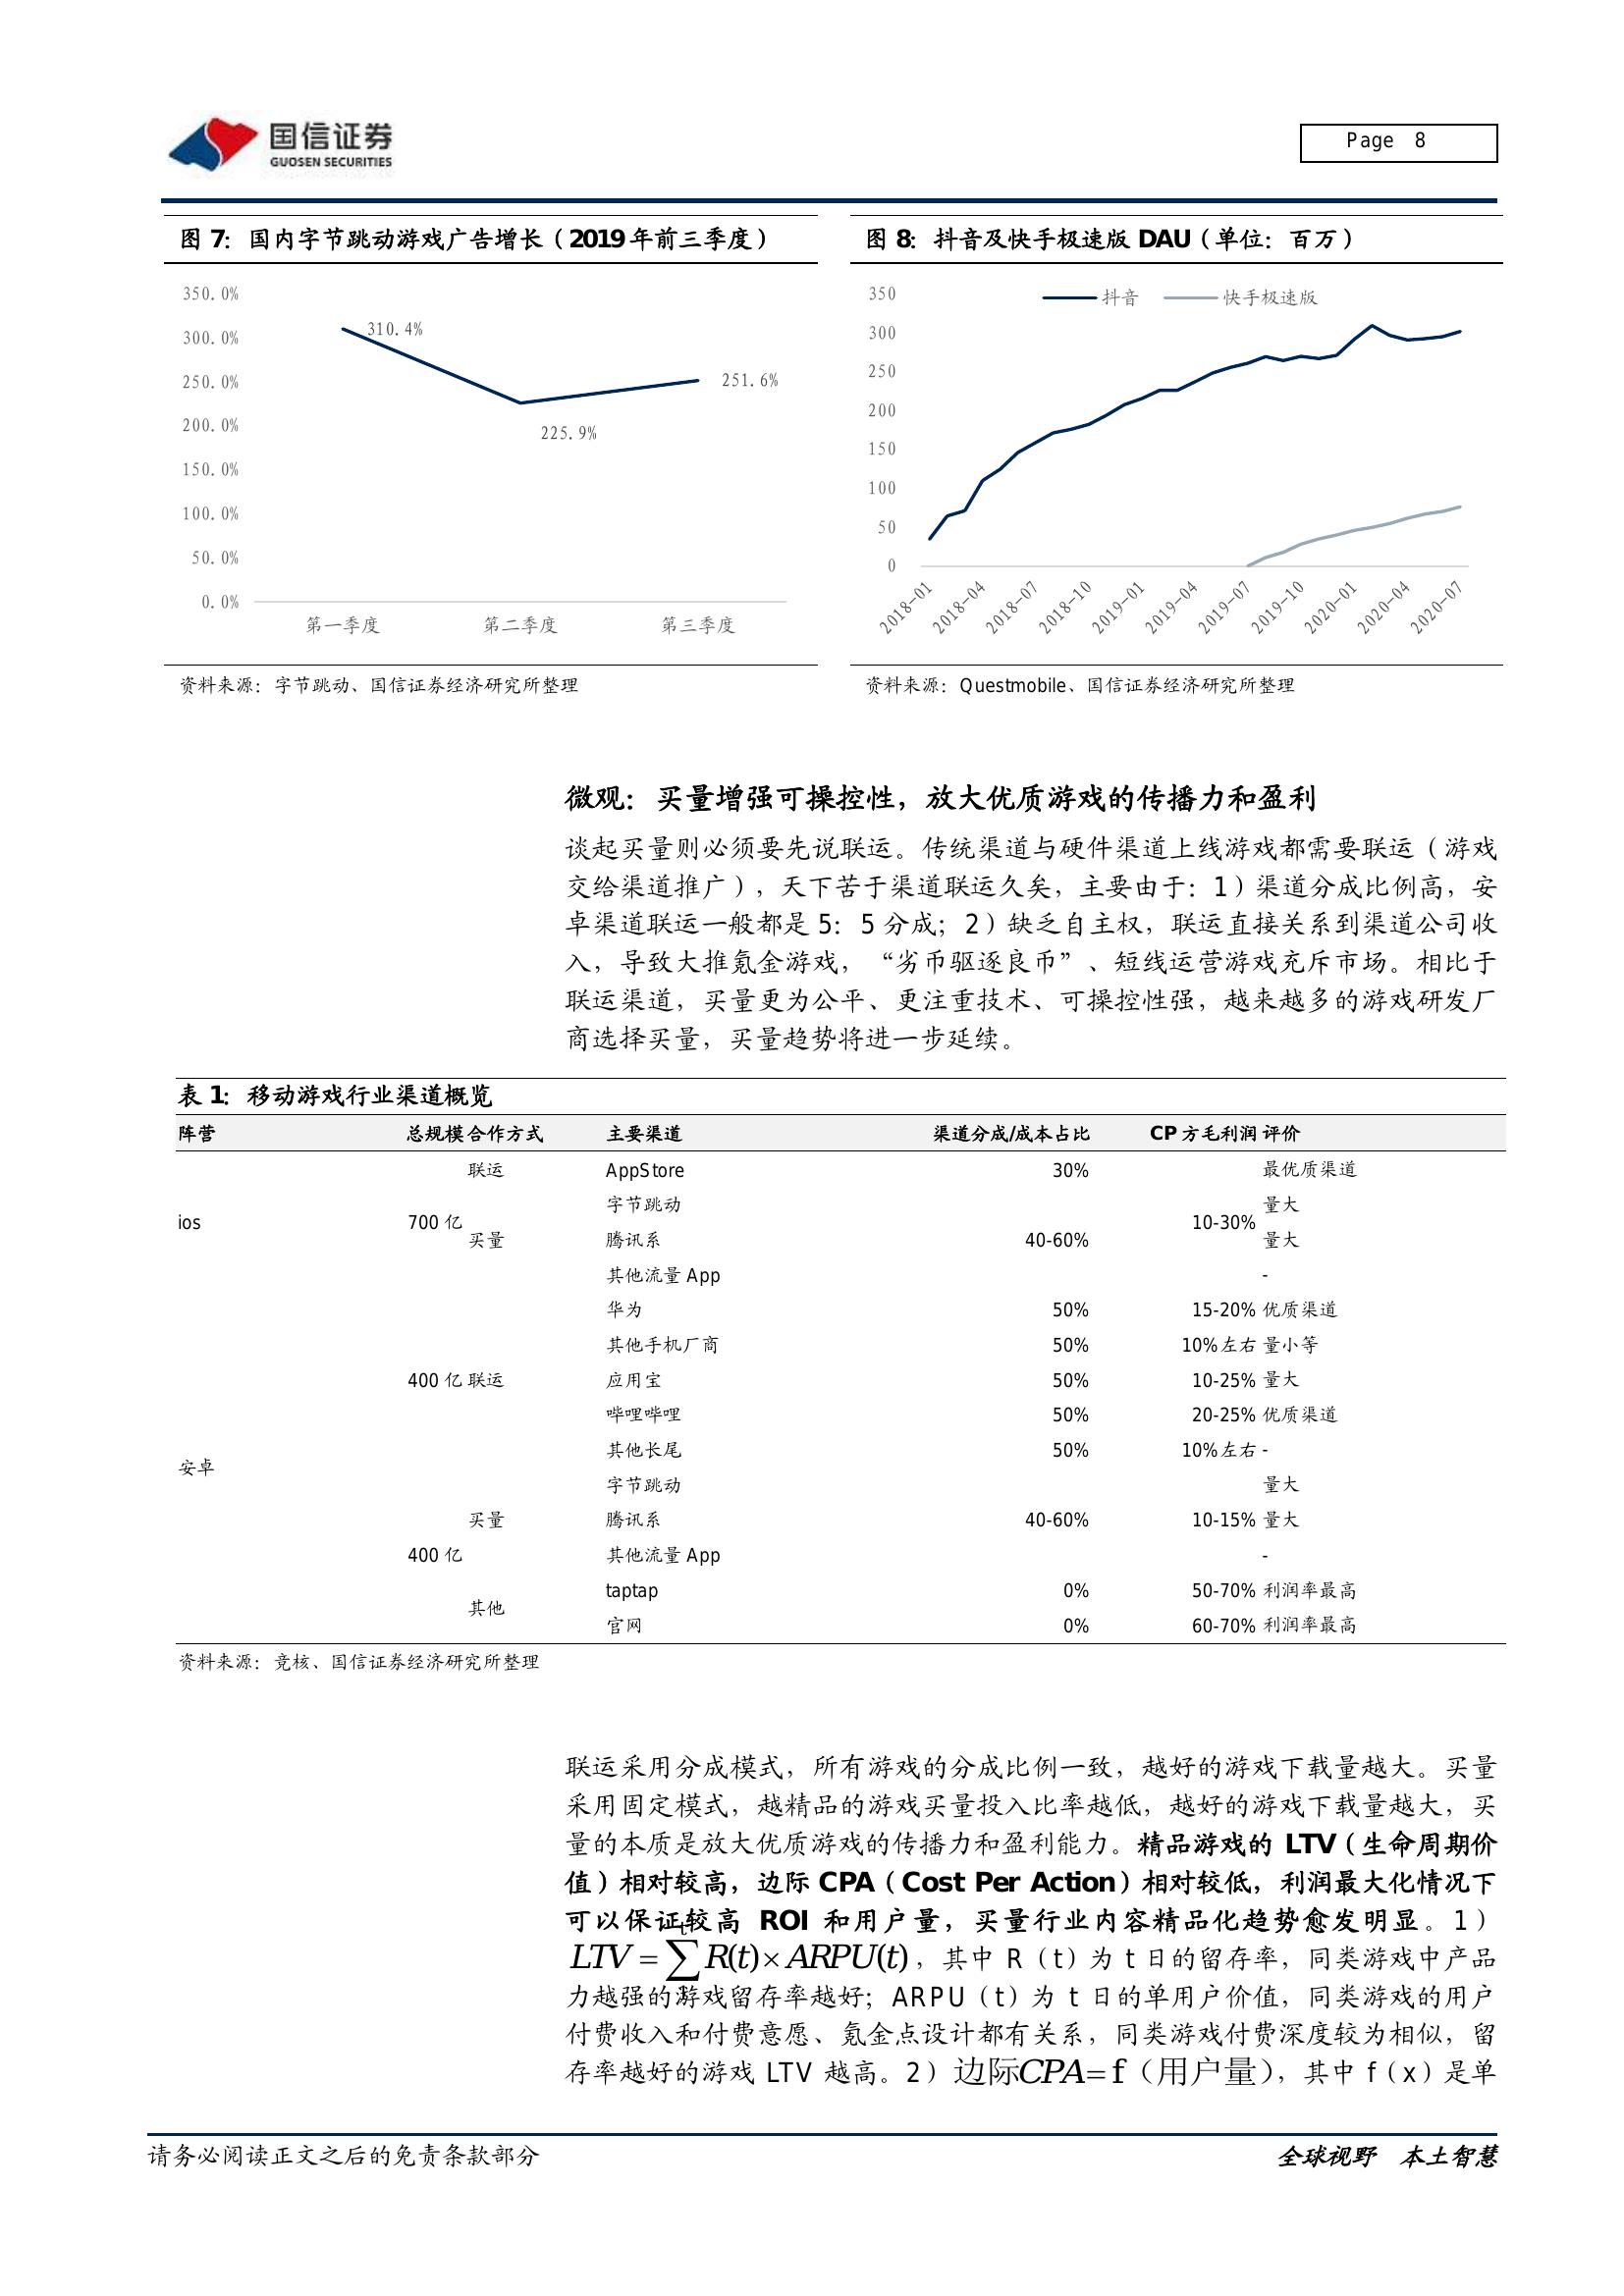 国信证券
GUOSEN SECURITIES
Page 8
图 7：国内字节跳动游戏广告增长（2019 年前三季度）
350.0%
300.0%
250.0%
200.0%
150.0%
100.0%
50.0%
0.0%
310.4%
225.9%
251.6%
第一季度 第二季度 第三季度
资料来源：字节跳动、国信证券经济研究所整理
图 8：抖音及快手极速版 DAU（单位：百万）
抖音 快手极速版
350
300
250
200
150
100
50
0
2018-01 2018-04 2018-07 2018-10 2019-01 2019-04 2019-07 2019-10 2020-01 2020-04 2020-07
资料来源：Questmobile、国信证券经济研究所整理
微观：买量增强可操控性，放大优质游戏的传播力和盈利
谈起买量则必须要先说联运。传统渠道与硬件渠道上线游戏都需要联运（游戏
交给渠道推广），天下苦于渠道联运久矣，主要由于：1）渠道分成比例高，安
卓渠道联运一般都是 5：5 分成；2）缺乏自主权，联运直接关系到渠道公司收
入，导致大推氪金游戏，“劣币驱逐良币”、短线运营游戏充斥市场。相比于
联运渠道，买量更为公平、更注重技术、可操控性强，越来越多的游戏研发厂
商选择买量，买量趋势将进一步延续。
表 1：移动游戏行业渠道概览
阵营 总规模 合作方式 主要渠道 渠道分成/成本占比 CP 方毛利润 评价
联运 AppStore 30% 最优质渠道
字节跳动 量大
ios 700 亿 10-30%
买量 腾讯系 40-60% 量大
其他流量 App -
华为 50% 15-20% 优质渠道
其他手机厂商 50% 10%左右 量小等
400 亿 联运 应用宝 50% 10-25% 量大
哔哩哔哩 50% 20-25% 优质渠道
其他长尾 50% 10%左右 -
安卓
字节跳动 量大
买量 腾讯系 40-60% 10-15% 量大
400 亿 其他流量 App -
taptap 0% 50-70% 利润率最高
其他
官网 0% 60-70% 利润率最高
资料来源：竞核、国信证券经济研究所整理
联运采用分成模式，所有游戏的分成比例一致，越好的游戏下载量越大。买量
采用固定模式，越精品的游戏买量投入比率越低，越好的游戏下载量越大，买
量的本质是放大优质游戏的传播力和盈利能力。精品游戏的 LTV（生命周期价
值）相对较高，边际 CPA（Cost Per Action）相对较低，利润最大化情况下
可以保证较高 ROI 和用户量，买量行业内容精品化趋势愈发明显。1）
LTV = ∑ᵗ R(t)× ARPU(t)，其中 R（t）为 t 日的留存率，同类游戏中产品
力越强的游戏留存率越好；ARPU（t）为 t 日的单用户价值，同类游戏的用户
付费收入和付费意愿、氪金点设计都有关系，同类游戏付费深度较为相似，留
存率越好的游戏 LTV 越高。2）边际CPA= f（用户量），其中 f（x）是单
请务必阅读正文之后的免责条款部分
全球视野 本土智慧